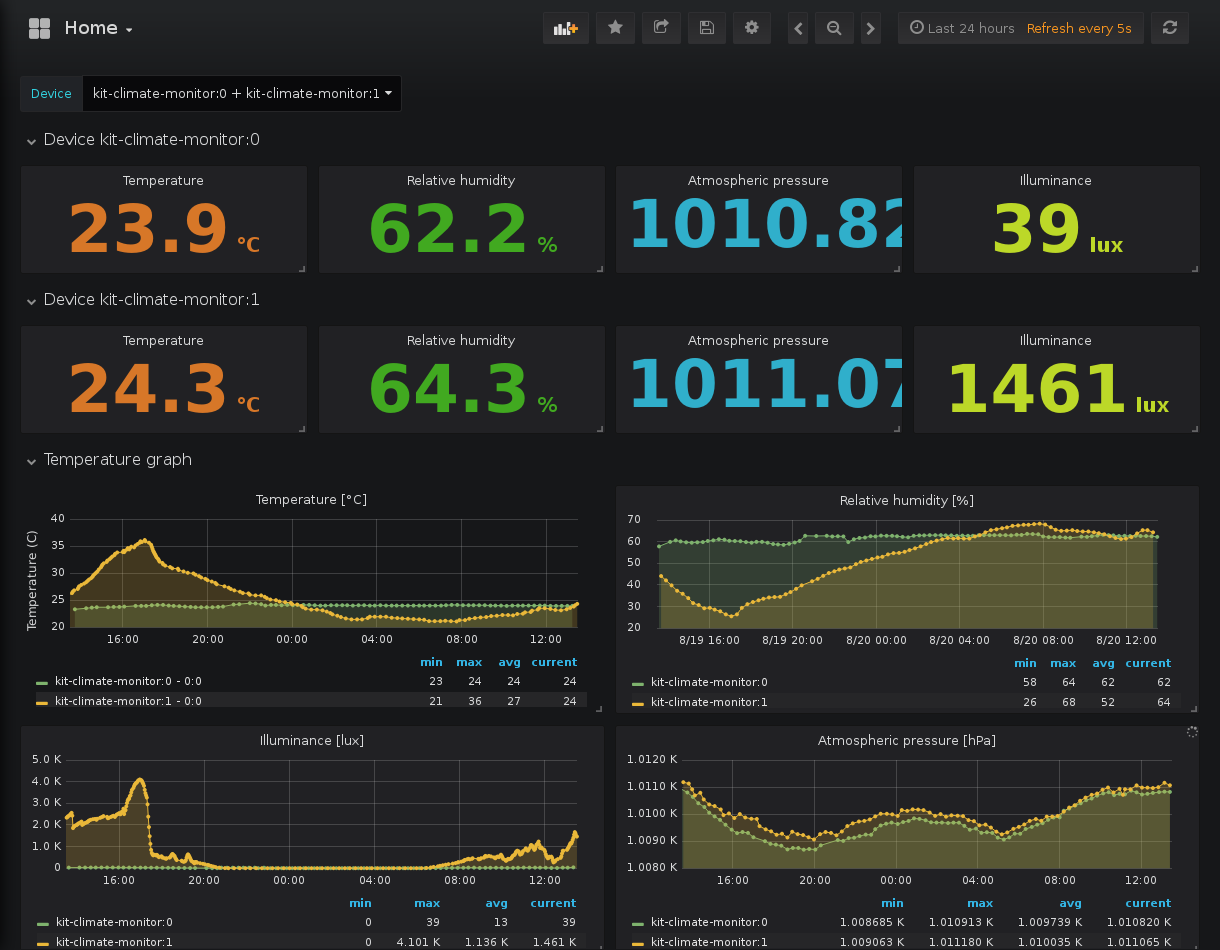 Home
Last 24 hours Refresh every 5s
Device kit-climate-monitor:0 + kit-climate-monitor:1
Device kit-climate-monitor:0
Temperature Relative humidity Atmospheric pressure Illuminance
23.9 °C 62.2 % 1010.82 39 lux
Device kit-climate-monitor:1
Temperature Relative humidity Atmospheric pressure Illuminance
24.3 °C 64.3 % 1011.07 1461 lux
Temperature graph
Temperature [°C]
Temperature (C)
40
35
30
25
20
16:00 20:00 00:00 04:00 08:00 12:00
min max avg current
kit-climate-monitor:0 - 0:0 23 24 24 24
kit-climate-monitor:1 - 0:0 21 36 27 24
Relative humidity [%]
70
60
50
40
30
20
8/19 16:00 8/19 20:00 8/20 00:00 8/20 04:00 8/20 08:00 8/20 12:00
min max avg current
kit-climate-monitor:0 58 64 62 62
kit-climate-monitor:1 26 68 52 64
Illuminance [lux]
5.0 K
4.0 K
3.0 K
2.0 K
1.0 K
0
16:00 20:00 00:00 04:00 08:00 12:00
min max avg current
kit-climate-monitor:0 0 39 13 39
kit-climate-monitor:1 0 4.101 K 1.136 K 1.461 K
Atmospheric pressure [hPa]
1.0120 K
1.0110 K
1.0100 K
1.0090 K
1.0080 K
16:00 20:00 00:00 04:00 08:00 12:00
min max avg current
kit-climate-monitor:0 1.008685 K 1.010913 K 1.009739 K 1.010820 K
kit-climate-monitor:1 1.009063 K 1.011180 K 1.010035 K 1.011065 K